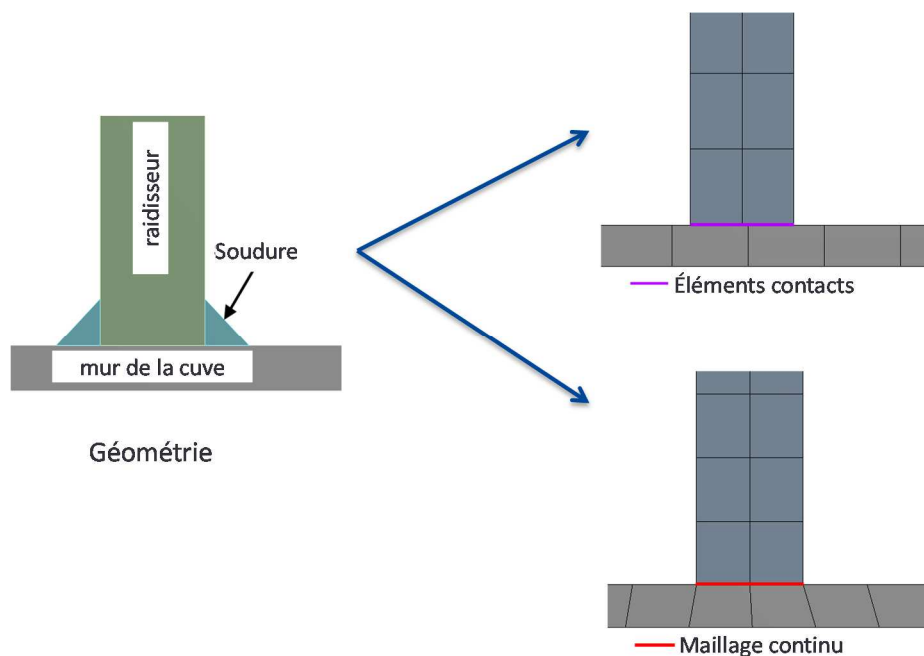 raidisseur
Soudure
mur de la cuve
Géométrie
Éléments contacts
Maillage continu